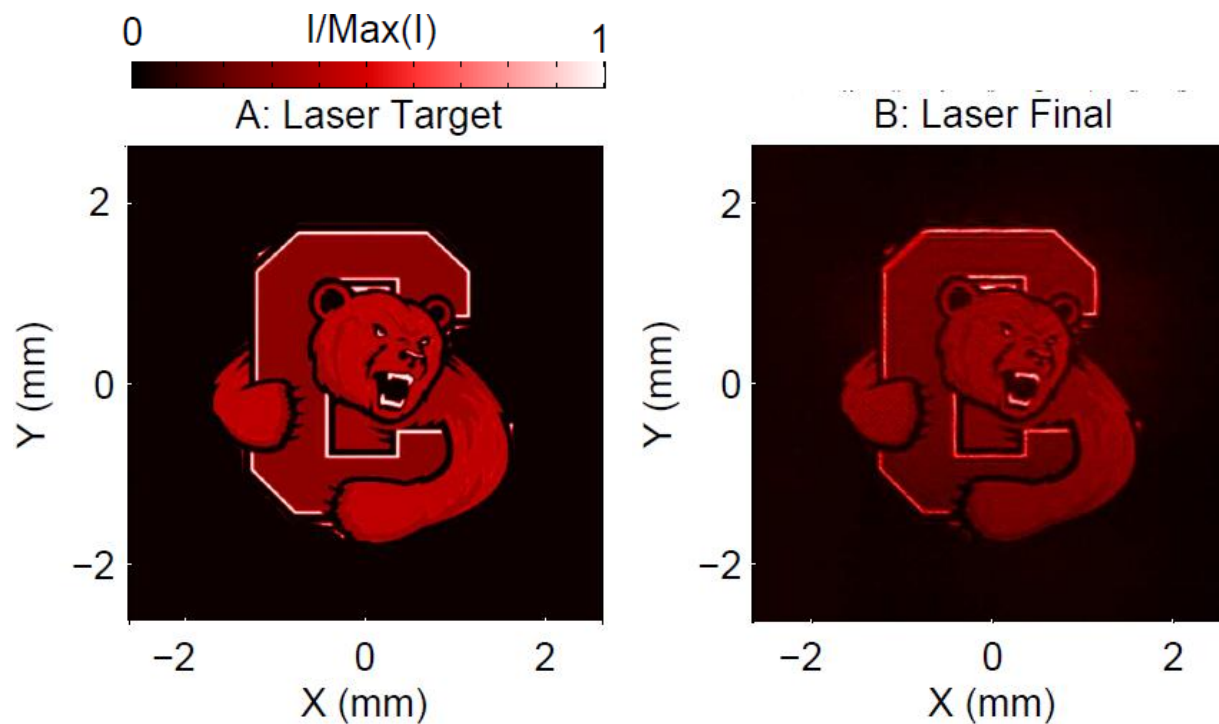 0 I/Max(I) 1
A: Laser Target
B: Laser Final
2
0
−2
Y (mm)
−2 0 2
X (mm)
2
0
−2
Y (mm)
−2 0 2
X (mm)